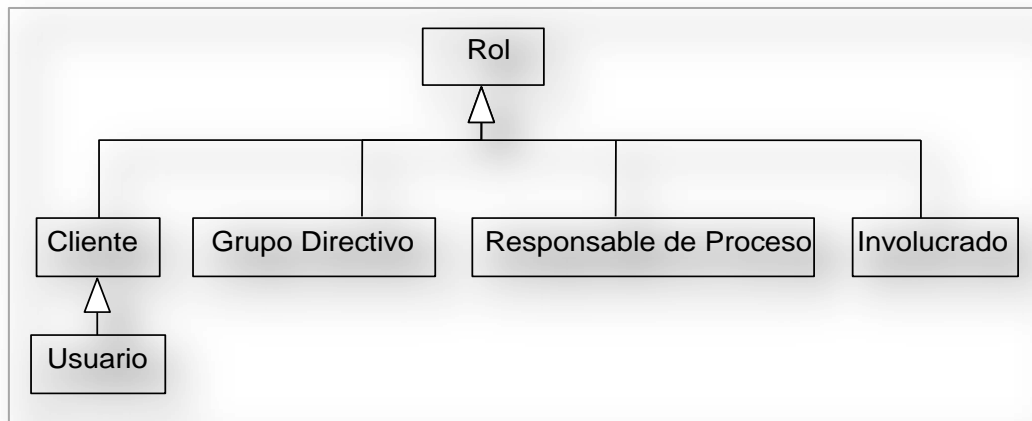 Rol
Cliente
Grupo Directivo
Responsable de Proceso
Involucrado
Usuario